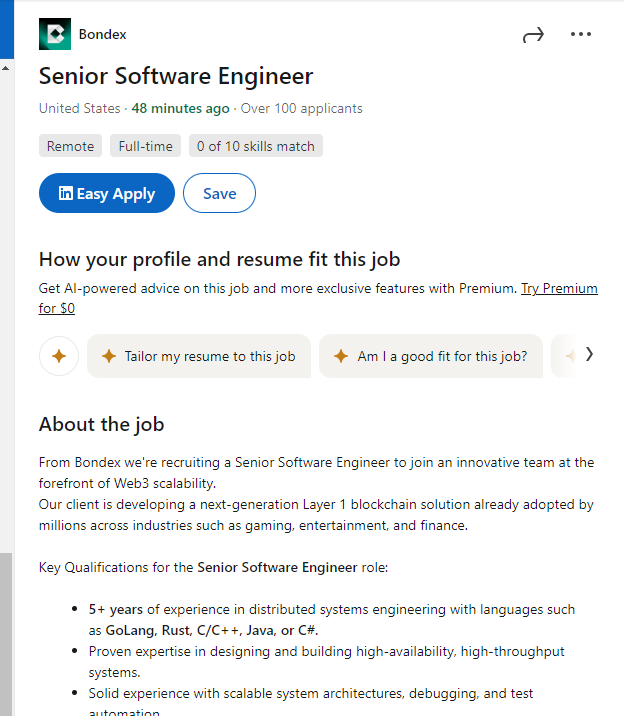 Bondex
Senior Software Engineer
United States · 48 minutes ago · Over 100 applicants
Remote Full-time 0 of 10 skills match
in Easy Apply Save
How your profile and resume fit this job
Get AI-powered advice on this job and more exclusive features with Premium. Try Premium
for $0
Tailor my resume to this job Am I a good fit for this job?
About the job
From Bondex we're recruiting a Senior Software Engineer to join an innovative team at the
forefront of Web3 scalability.
Our client is developing a next-generation Layer 1 blockchain solution already adopted by
millions across industries such as gaming, entertainment, and finance.
Key Qualifications for the Senior Software Engineer role:
• 5+ years of experience in distributed systems engineering with languages such
as GoLang, Rust, C/C++, Java, or C#.
• Proven expertise in designing and building high-availability, high-throughput
systems.
• Solid experience with scalable system architectures, debugging, and test
automation